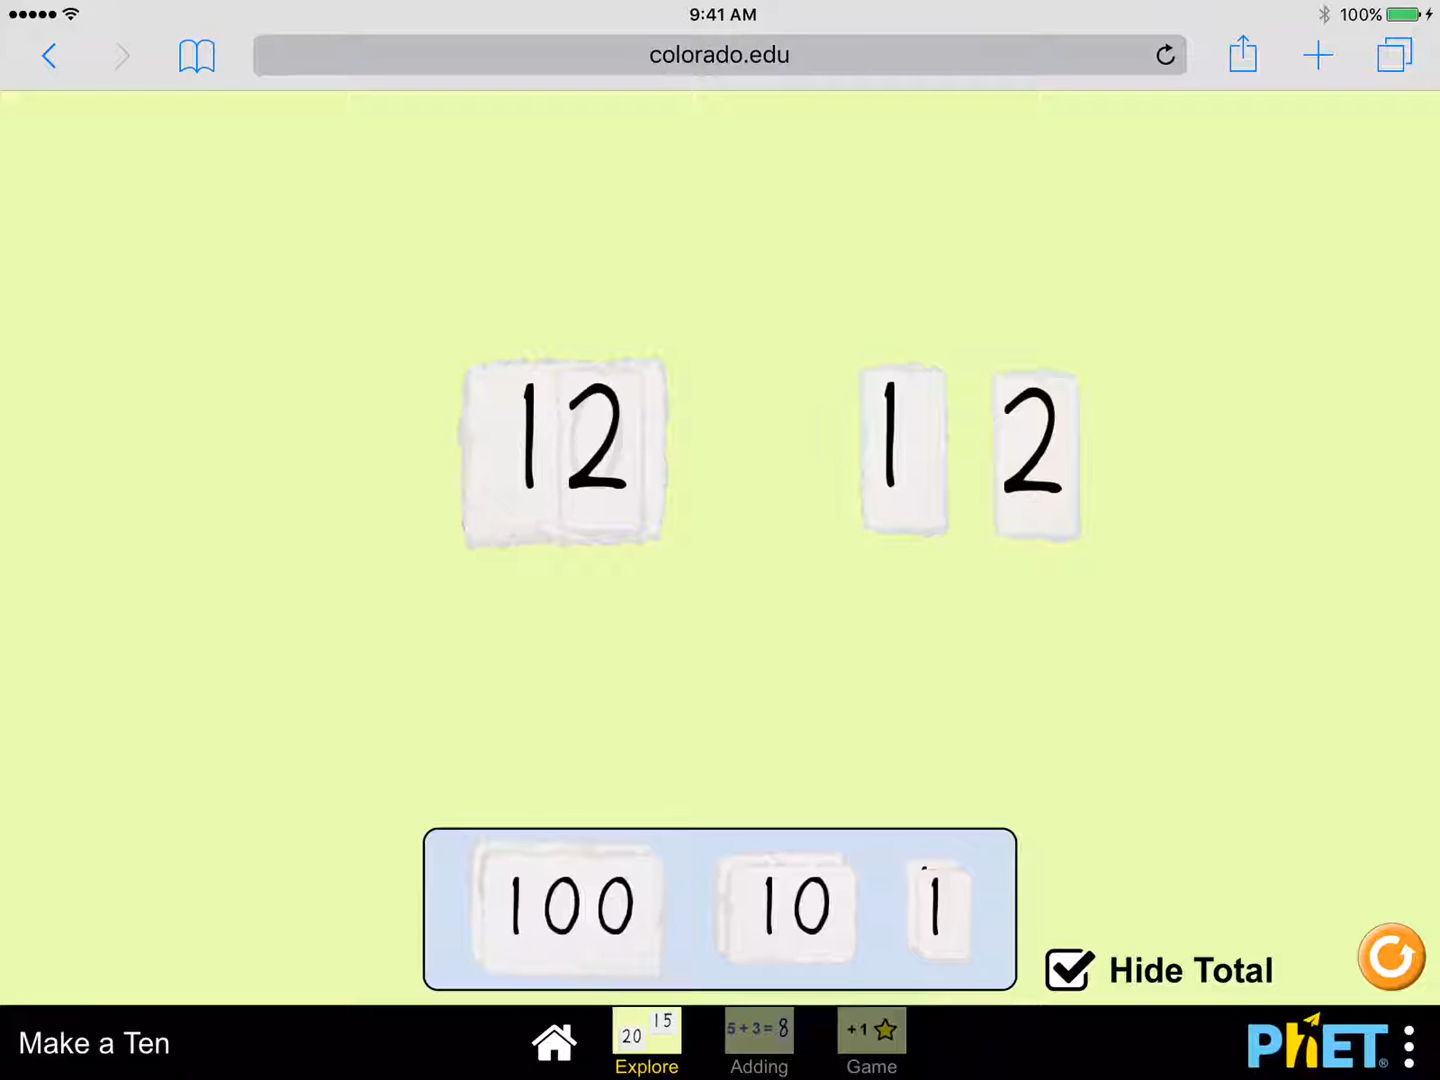 9:41 AM
100%
colorado.edu
12 1 2
100 10 1
Hide Total
20 15 5 + 3 = 8 +1
Make a Ten Explore Adding Game PhET